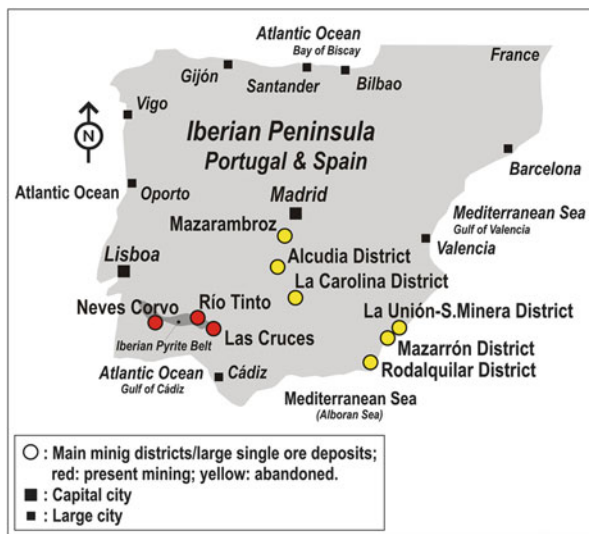 Atlantic Ocean
Bay of Biscay
France
Gijón
Santander
Bilbao
Vigo
N
Iberian Peninsula
Portugal & Spain
Barcelona
Atlantic Ocean
Oporto
Madrid
Mazarambroz
Mediterranean Sea
Gulf of Valencia
Valencia
Lisboa
Alcudia District
La Carolina District
Neves Corvo
Río Tinto
La Unión-S.Minera District
Las Cruces
Iberian Pyrite Belt
Mazarrón District
Rodalquilar District
Atlantic Ocean
Gulf of Cádiz
Cádiz
Mediterranean Sea
(Alboran Sea)
: Main minig districts/large single ore deposits;
red: present mining; yellow: abandoned.
: Capital city
: Large city